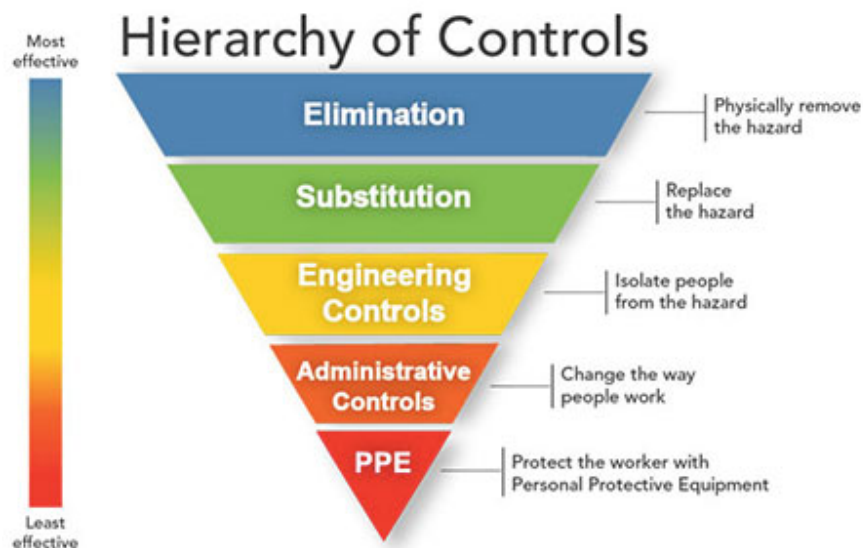 Hierarchy of Controls
Most
effective
Elimination
Physically remove
the hazard
Substitution
Replace
the hazard
Engineering
Controls
Isolate people
from the hazard
Administrative
Controls
Change the way
people work
PPE
Protect the worker with
Personal Protective Equipment
Least
effective